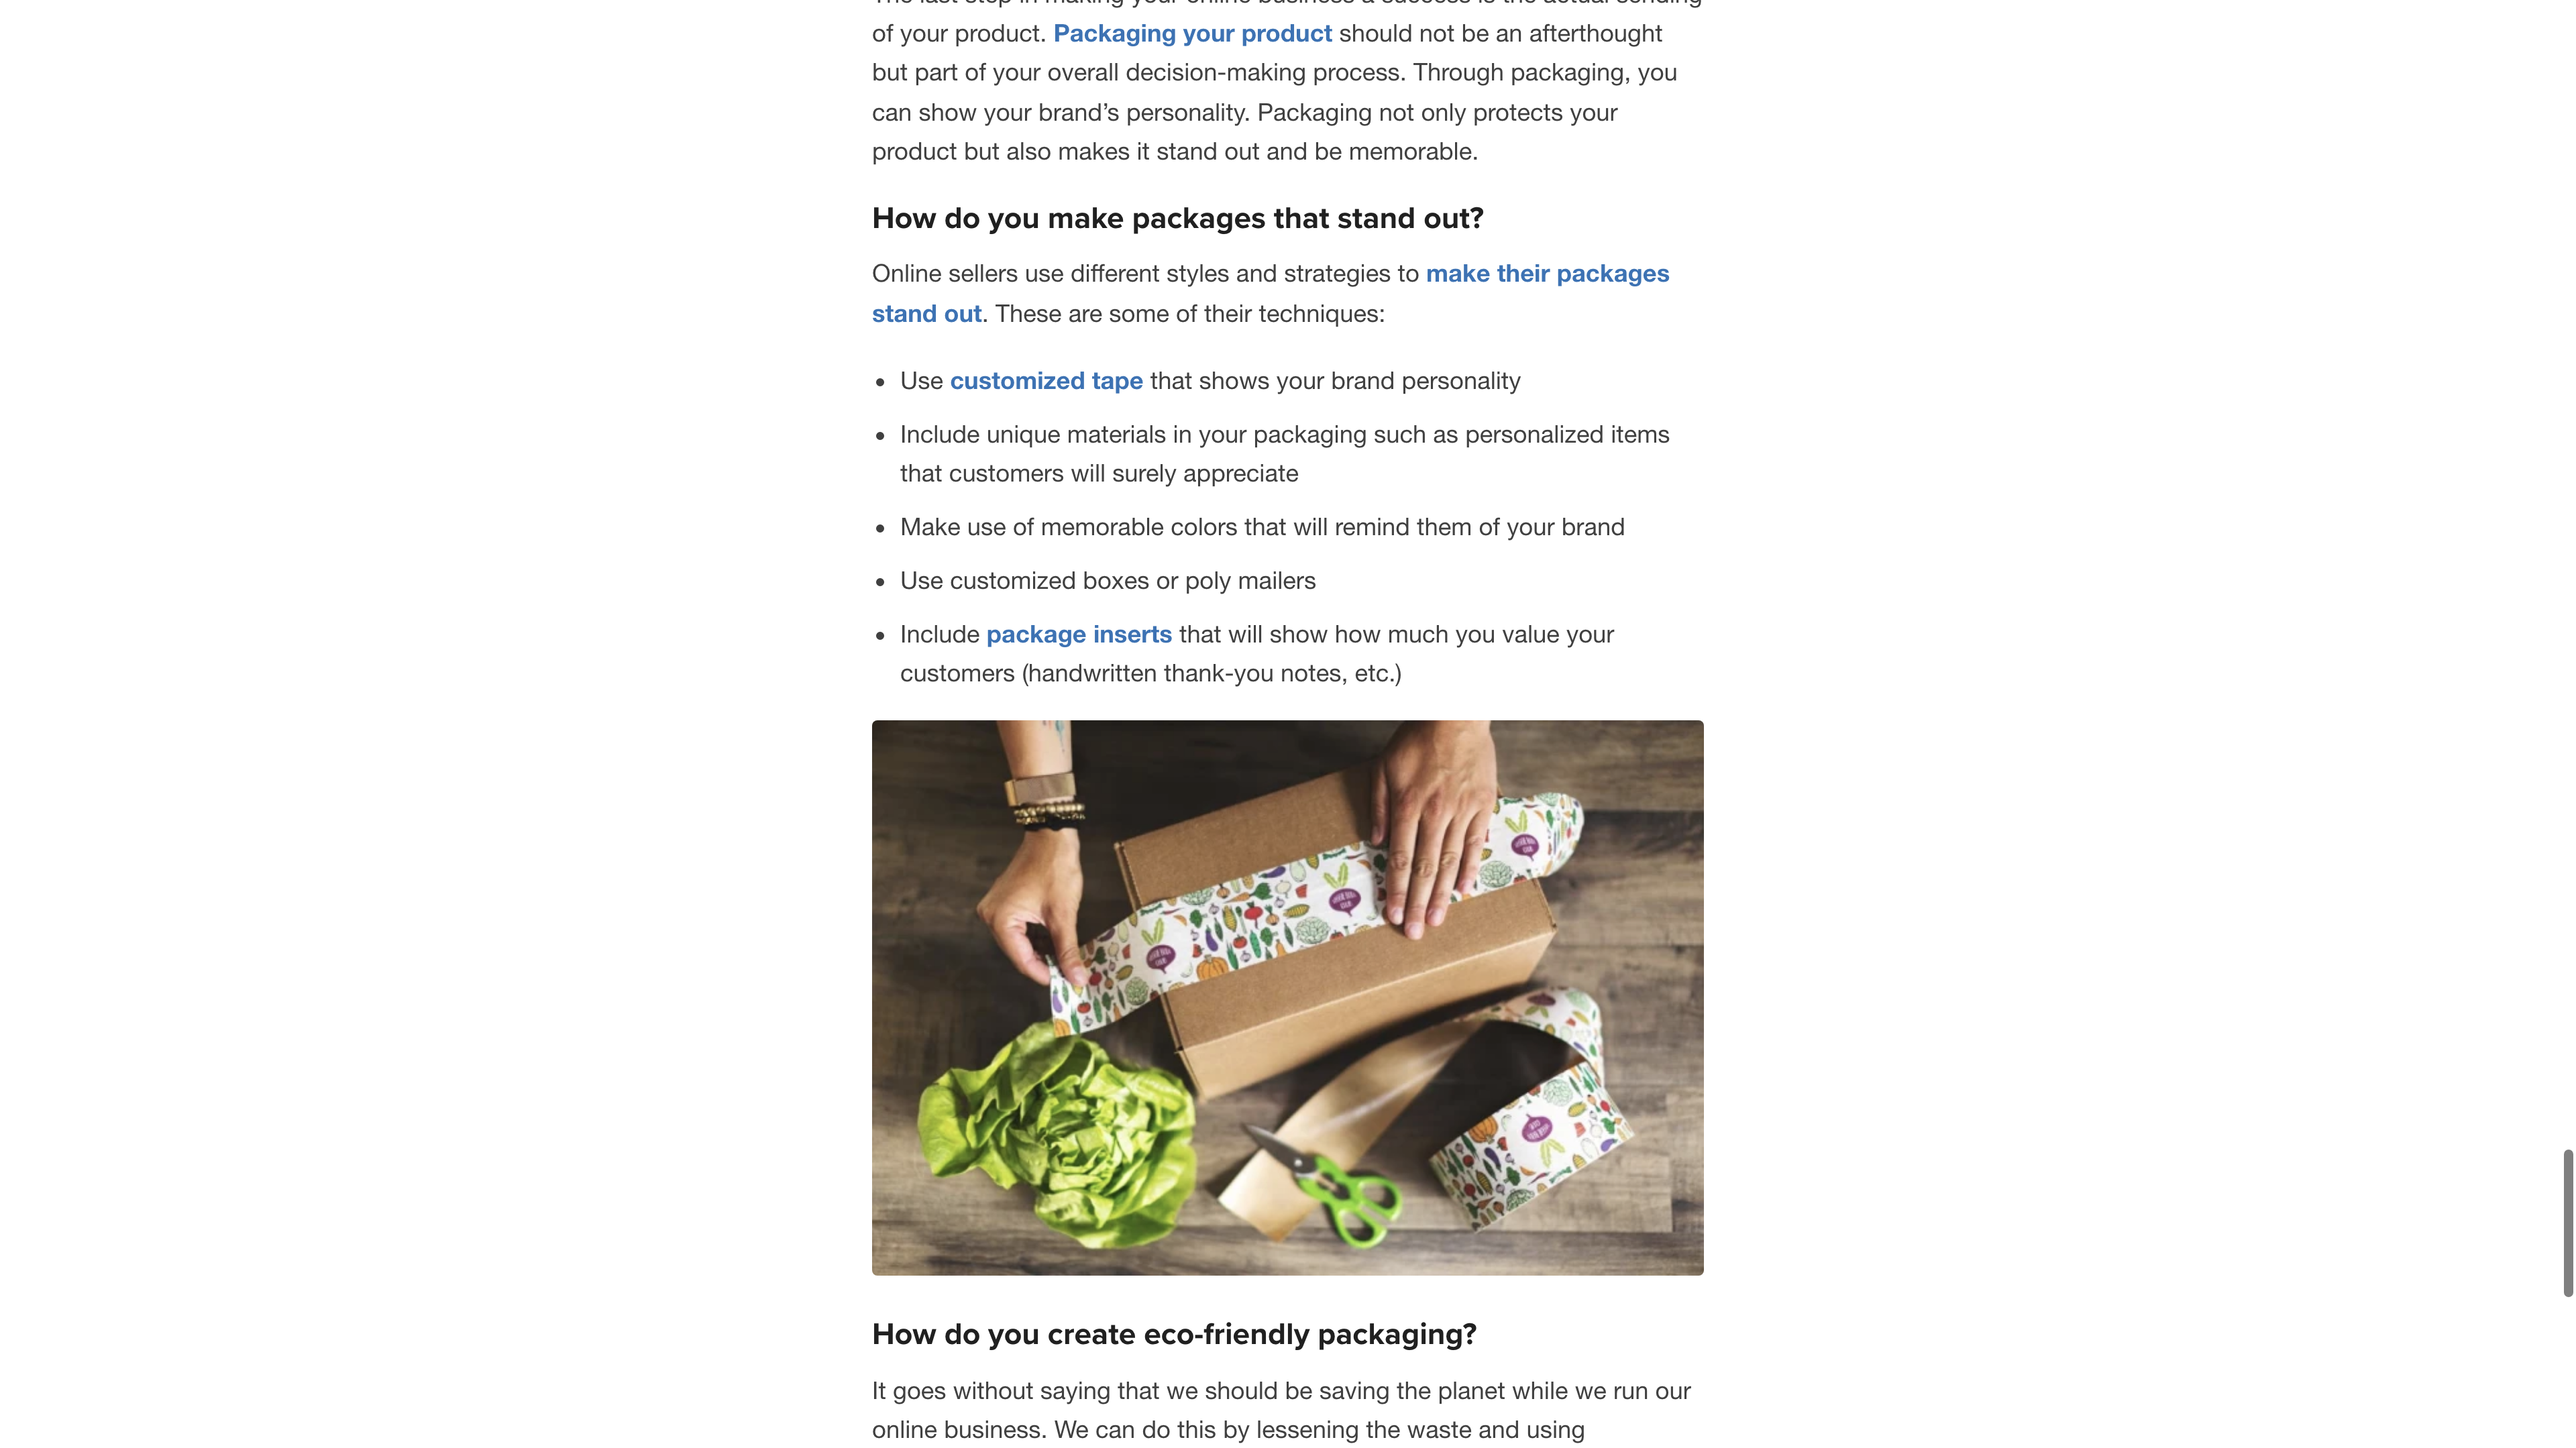 of your product. Packaging your product should not be an afterthought
but part of your overall decision-making process. Through packaging, you
can show your brand’s personality. Packaging not only protects your
product but also makes it stand out and be memorable.
How do you make packages that stand out?
Online sellers use different styles and strategies to make their packages
stand out. These are some of their techniques:
• Use customized tape that shows your brand personality
• Include unique materials in your packaging such as personalized items
that customers will surely appreciate
• Make use of memorable colors that will remind them of your brand
• Use customized boxes or poly mailers
• Include package inserts that will show how much you value your
customers (handwritten thank-you notes, etc.)
How do you create eco-friendly packaging?
It goes without saying that we should be saving the planet while we run our
online business. We can do this by lessening the waste and using